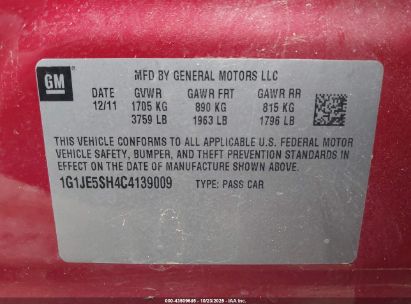 GM
MFD BY GENERAL MOTORS LLC
DATE GVWR GAWR FRT GAWR RR
12/11 1705 KG 890 KG 815 KG
3759 LB 1963 LB 1796 LB
THIS VEHICLE CONFORMS TO ALL APPLICABLE U.S. FEDERAL MOTOR
VEHICLE SAFETY, BUMPER, AND THEFT PREVENTION STANDARDS IN
EFFECT ON THE DATE OF MANUFACTURE SHOWN ABOVE.
1G1JE5SH4C4139009 TYPE: PASS CAR